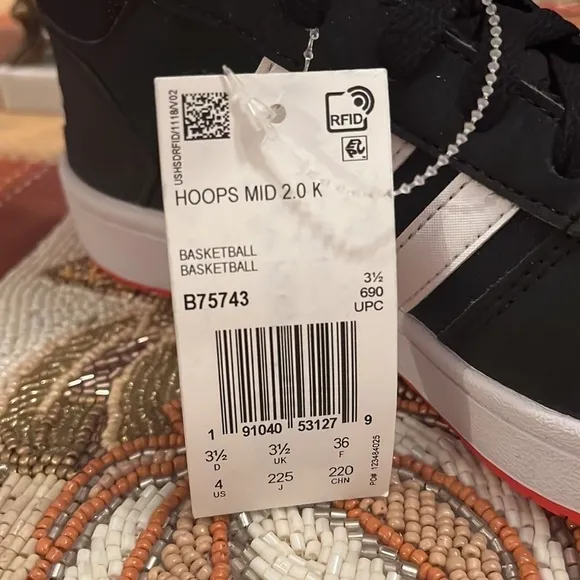 USHSDRFID/1118/V02
RFID
HOOPS MID 2.0 K
BASKETBALL
BASKETBALL
B75743
3½
690
UPC
1 91040 53127 9
3½ 3½ 36
D UK F
4 225 220
US J CHN
PO# 123484025